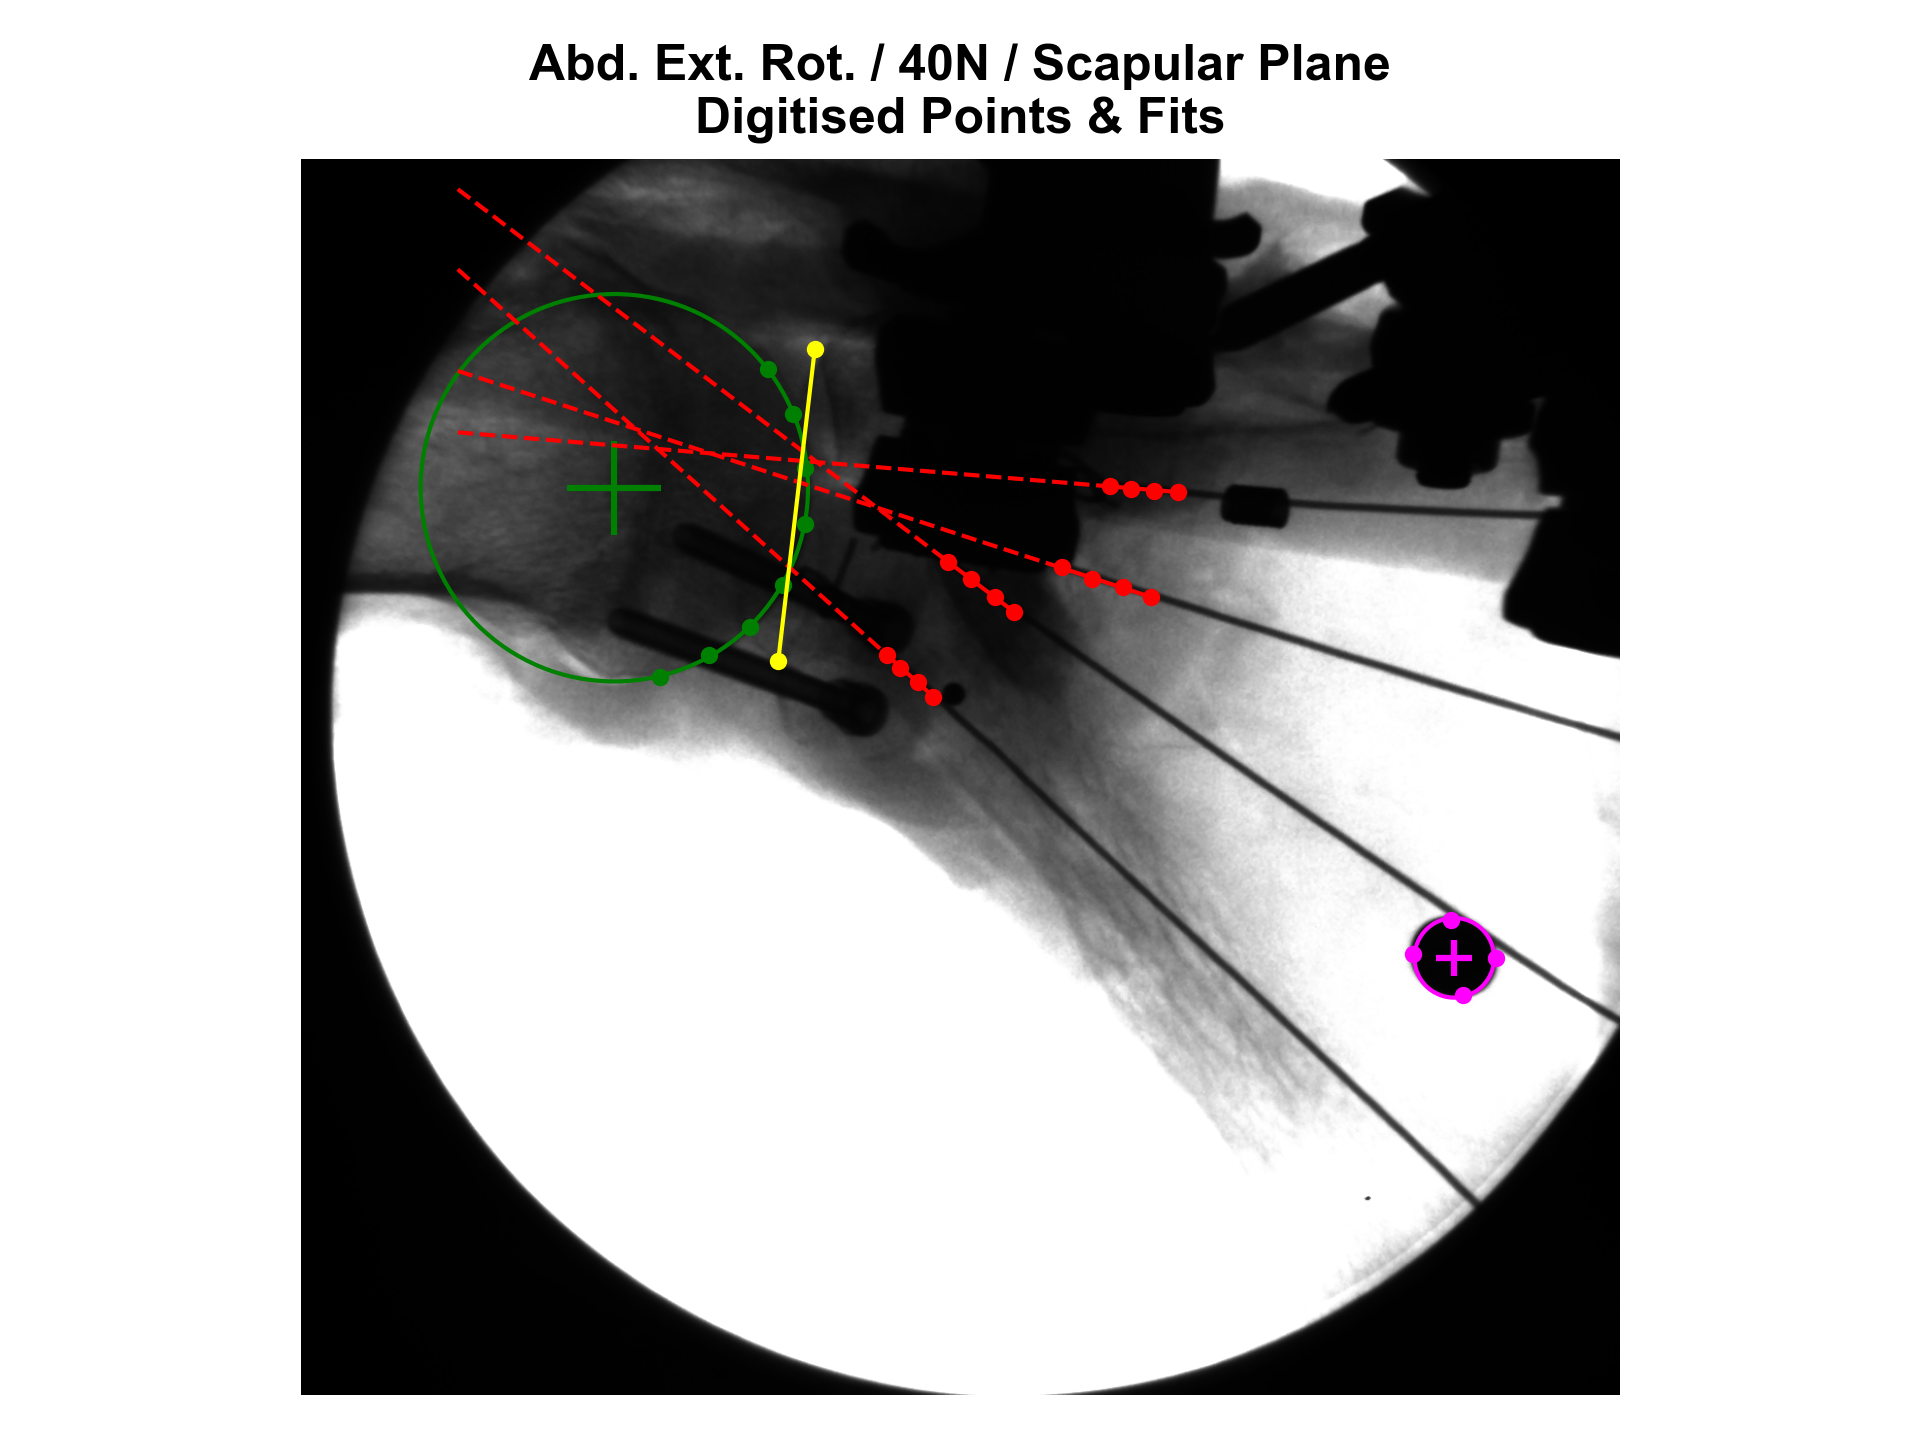 Abd. Ext. Rot. / 40N / Scapular Plane
Digitised Points & Fits